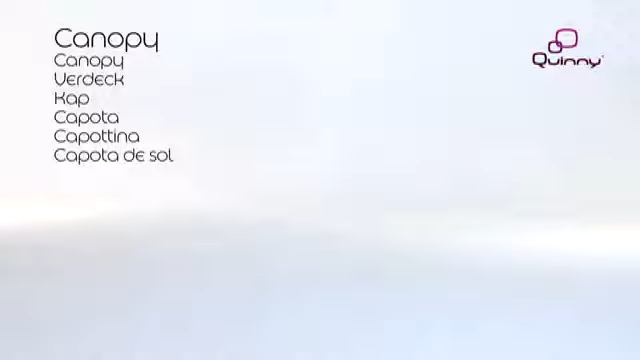 Canopy
Canopy
Verdeck
Kap
Capota
Capottina
Capota de sol
Quinny